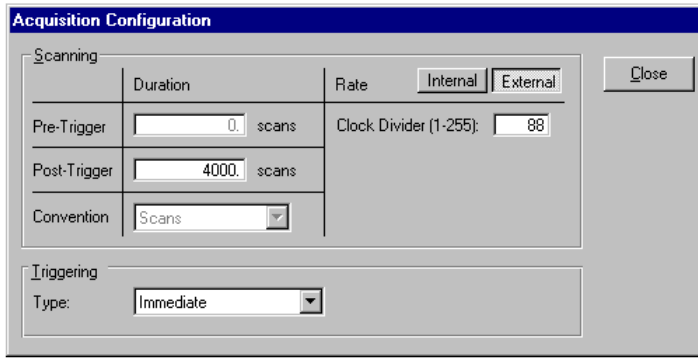 Acquisition Configuration
Scanning
Duration Rate Internal External
Pre-Trigger 0. scans Clock Divider (1-255): 88
Post-Trigger 4000. scans
Convention Scans
Close
Triggering
Type: Immediate